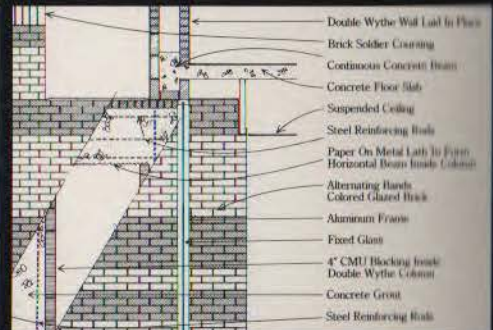 Double Wythe Wall Laid In Place
Brick Soldier Coursing
Continuous Concrete Beam
Concrete Floor Slab
Suspended Ceiling
Steel Reinforcing Rods
Paper On Metal Lath To Form
Horizontal Beam Inside Column
Alternating Bands
Colored Glazed Brick
Aluminum Frame
Fixed Glass
4" CMU Blocking Inside
Double Wythe Column
Concrete Grout
Steel Reinforcing Rods